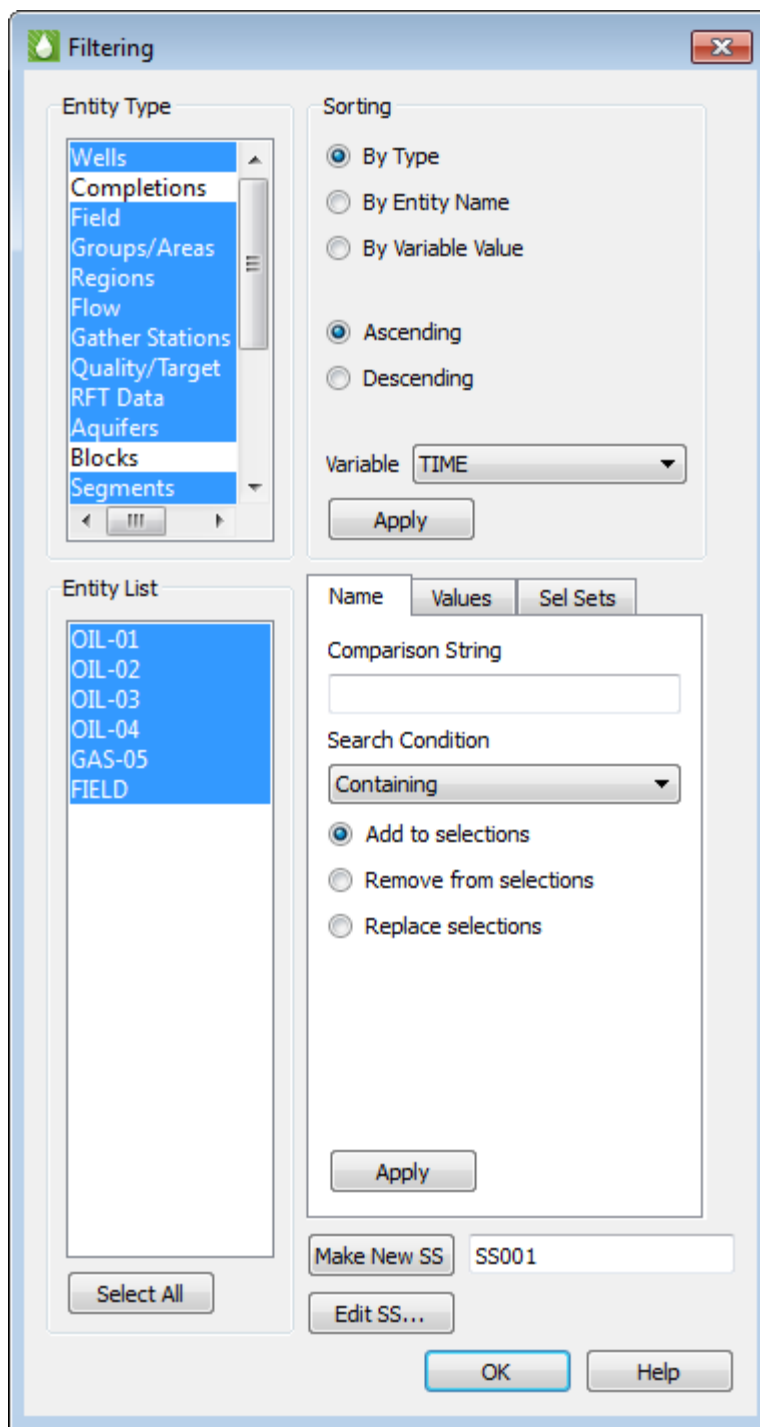 Filtering
Entity Type
Wells
Completions
Field
Groups/Areas
Regions
Flow
Gather Stations
Quality/Target
RFT Data
Aquifers
Blocks
Segments
Sorting
By Type
By Entity Name
By Variable Value
Ascending
Descending
Variable TIME
Apply
Entity List
OIL-01
OIL-02
OIL-03
OIL-04
GAS-05
FIELD
Select All
Name Values Sel Sets
Comparison String
Search Condition
Containing
Add to selections
Remove from selections
Replace selections
Apply
Make New SS SS001
Edit SS...
OK Help